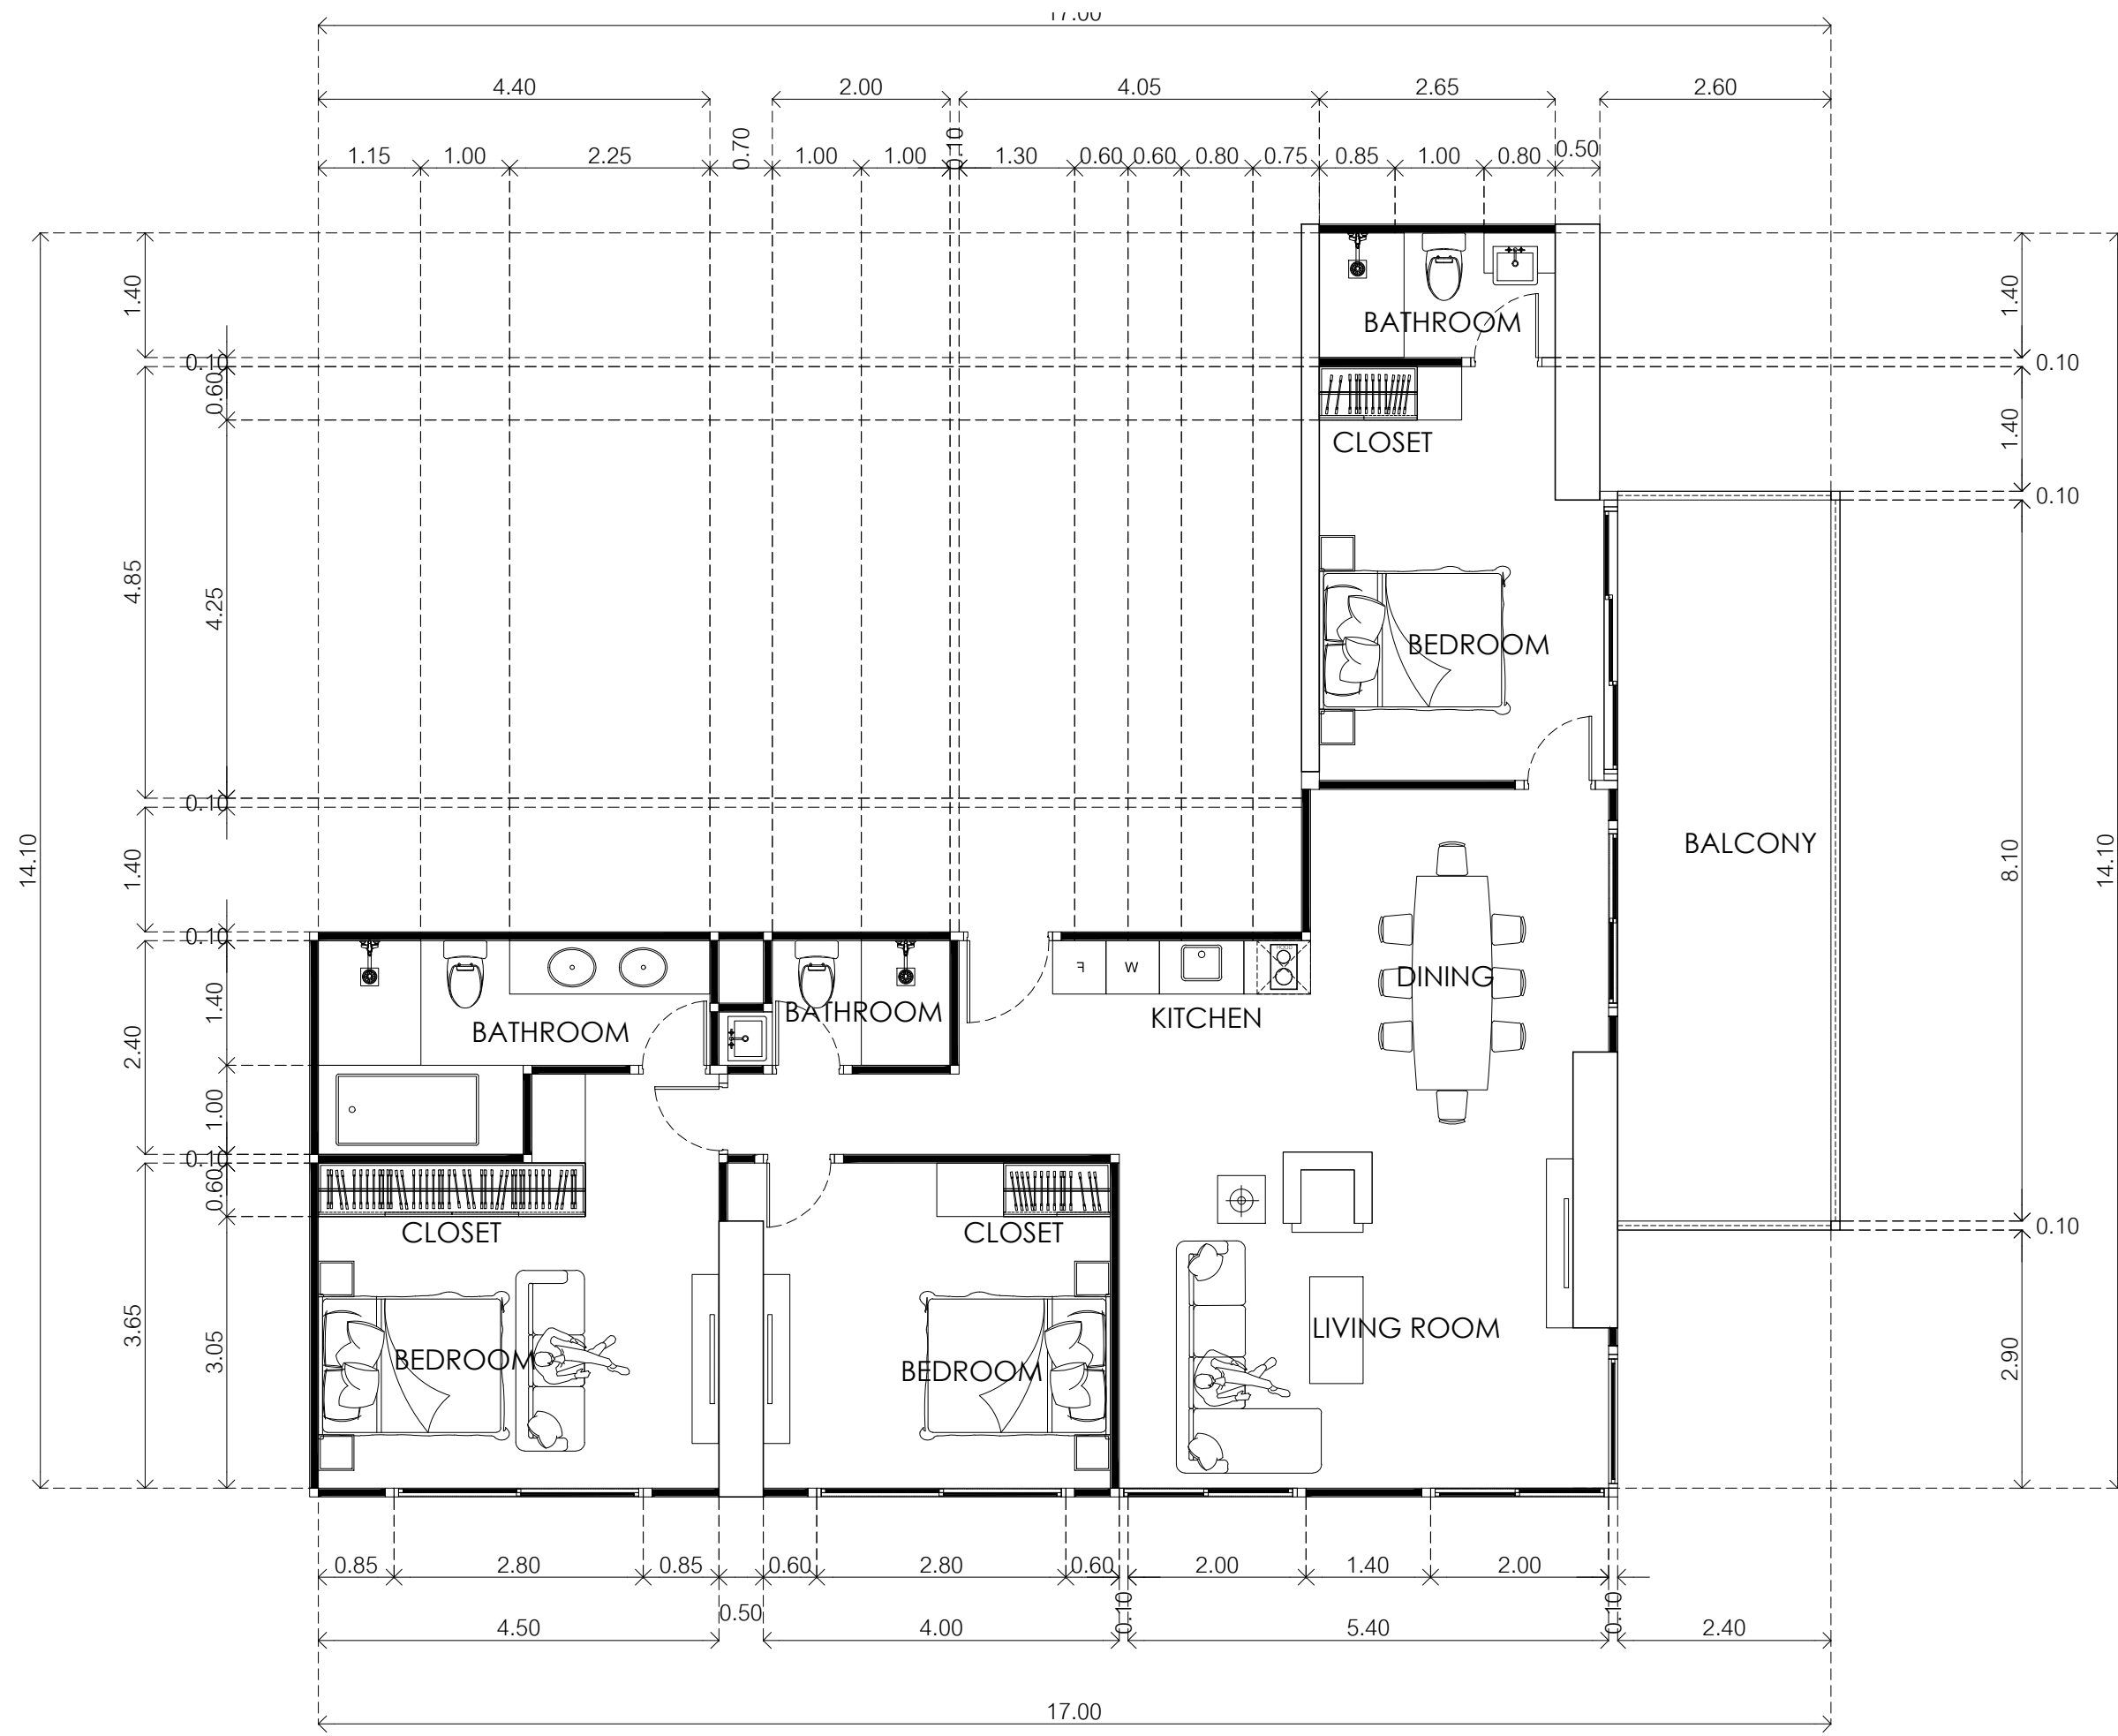 17.00
4.40 2.00 4.05 2.65 2.60
1.15 1.00 2.25 0.70 1.00 1.00 0.10 1.30 0.60 0.60 0.80 0.75 0.85 1.00 0.80 0.50
1.40 1.40
BATHROOM
0.10 0.10
0.60
CLOSET 1.40
0.10
4.85 4.25
BEDROOM
0.10
14.10 1.40 BALCONY 8.10 14.10
0.10
F W DINING
1.40 BATHROOM KITCHEN
BATHROOM
2.40
1.00
0.10
0.60
CLOSET CLOSET 0.10
3.65 3.05 LIVING ROOM 2.90
BEDROOM BEDROOM
0.85 2.80 0.85 0.60 2.80 0.60 2.00 1.40 2.00
0.50 0.10 0.10
4.50 4.00 5.40 2.40
17.00